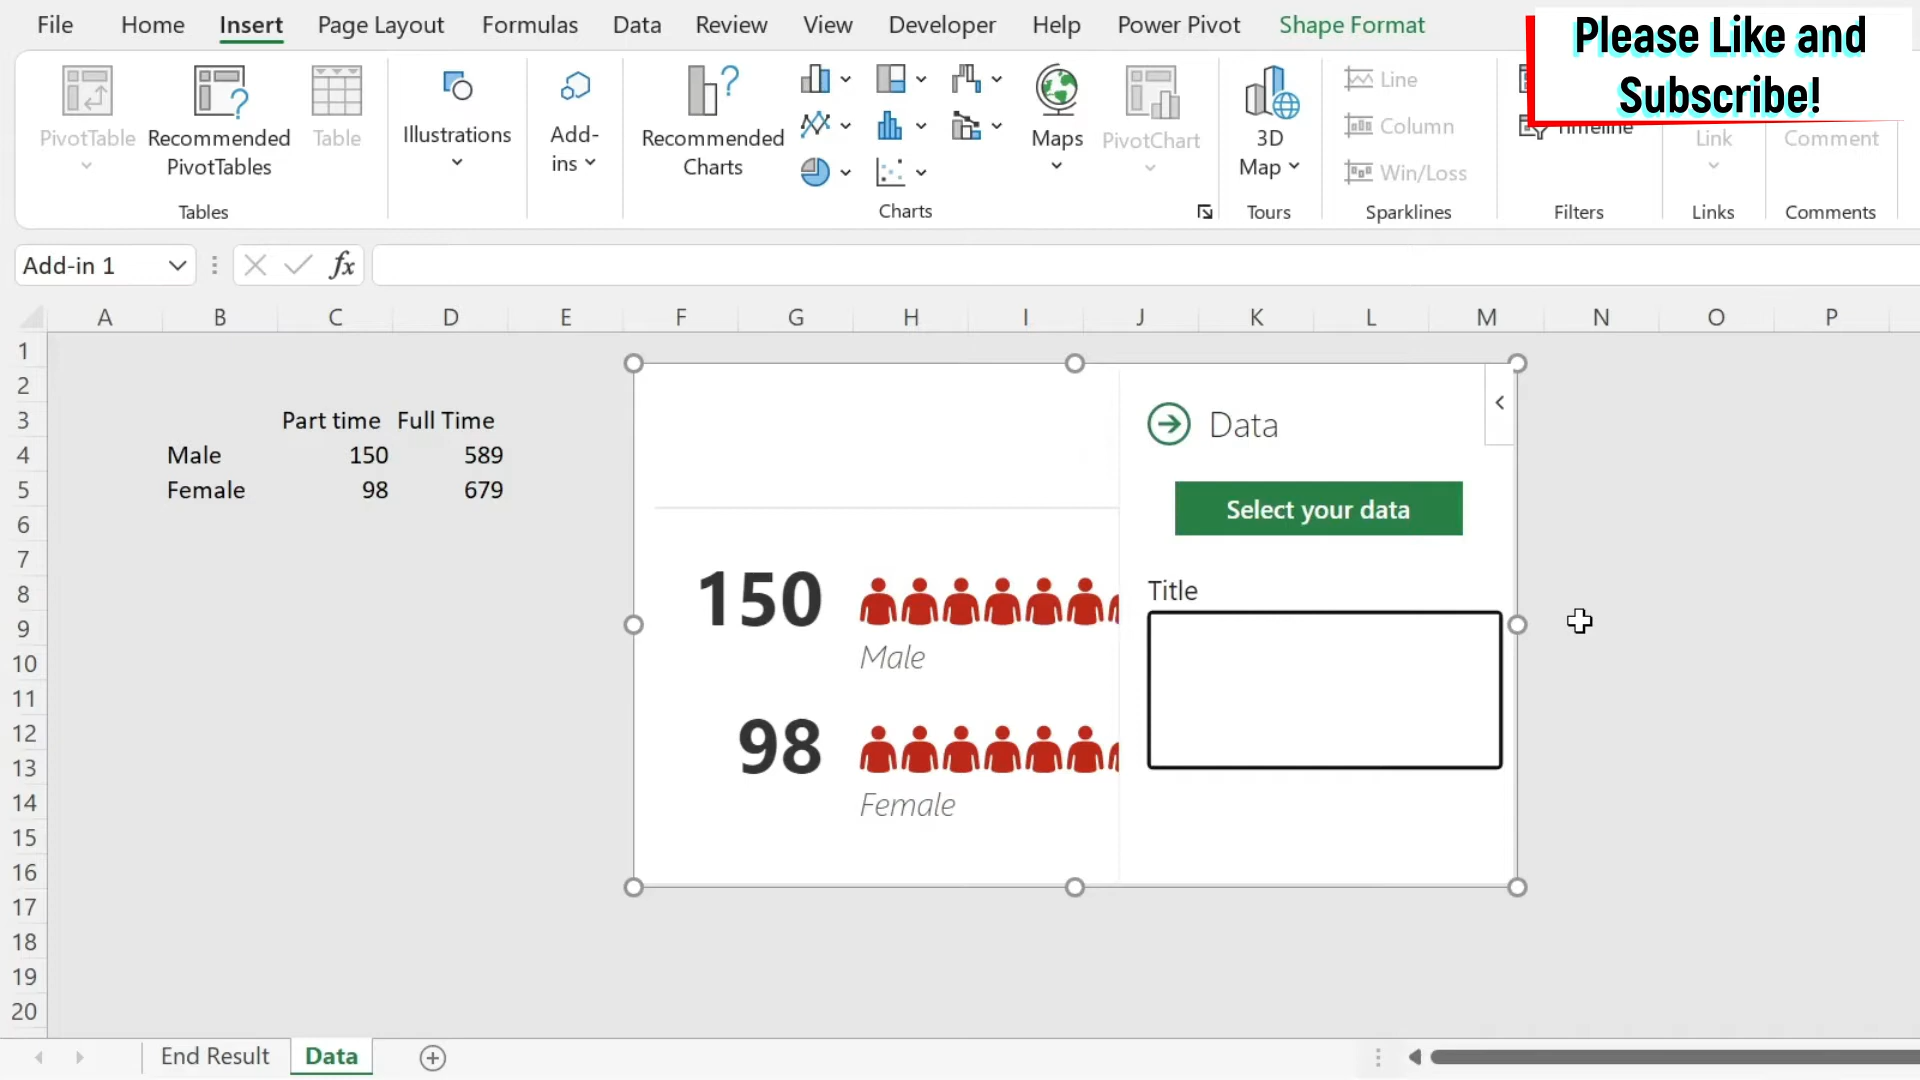 File Home Insert Page Layout Formulas Data Review View Developer Help Power Pivot Shape Format
Please Like and
Subscribe!
PivotTable
Recommended
PivotTables
Table
Illustrations
Add-
ins
Recommended
Charts
Maps
PivotChart
3D
Map
Line
Column
Win/Loss
Timeline
Link
Comment
Tables
Charts
Tours
Sparklines
Filters
Links
Comments
Add-in 1
fx
A B C D E F G H I J K L M N O P
1
2
3
4
5
6
7
8
9
10
11
12
13
14
15
16
17
18
19
20
Part time Full Time
Male 150 589
Female 98 679
150
Male
98
Female
Data
Select your data
Title
End Result Data